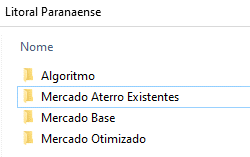 Litoral Paranaense
Nome
Algoritmo
Mercado Aterro Existentes
Mercado Base
Mercado Otimizado